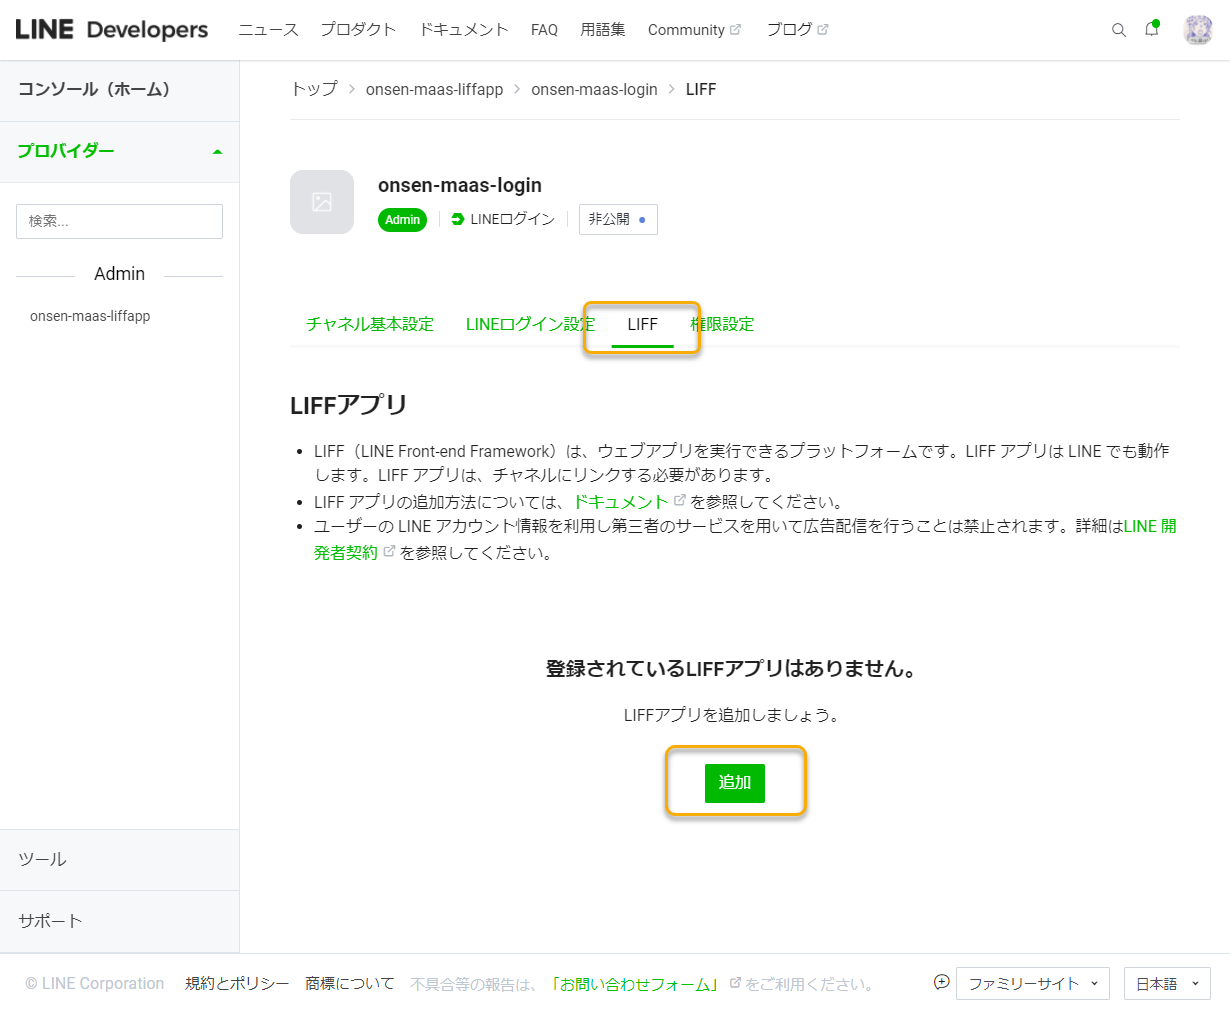 LINE Developers ニュース プロダクト ドキュメント FAQ 用語集 Community ブログ
コンソール（ホーム）
プロバイダー
検索...
Admin
onsen-maas-liffapp
ツール
サポート
トップ > onsen-maas-liffapp > onsen-maas-login > LIFF
onsen-maas-login
Admin LINEログイン 非公開
チャネル基本設定 LINEログイン設定 LIFF 権限設定
LIFFアプリ
• LIFF（LINE Front-end Framework）は、ウェブアプリを実行できるプラットフォームです。LIFF アプリは LINE でも動作
します。LIFF アプリは、チャネルにリンクする必要があります。
• LIFF アプリの追加方法については、ドキュメント を参照してください。
• ユーザーの LINE アカウント情報を利用し第三者のサービスを用いて広告配信を行うことは禁止されます。詳細はLINE 開
発者契約 を参照してください。
登録されているLIFFアプリはありません。
LIFFアプリを追加しましょう。
追加
© LINE Corporation 規約とポリシー 商標について 不具合等の報告は、「お問い合わせフォーム」 をご利用ください。 ファミリーサイト 日本語